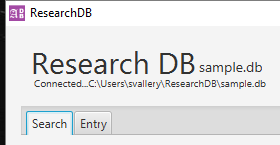 ResearchDB
Research DB sample.db
Connected...C:\Users\svallery\ResearchDB\sample.db
Search Entry